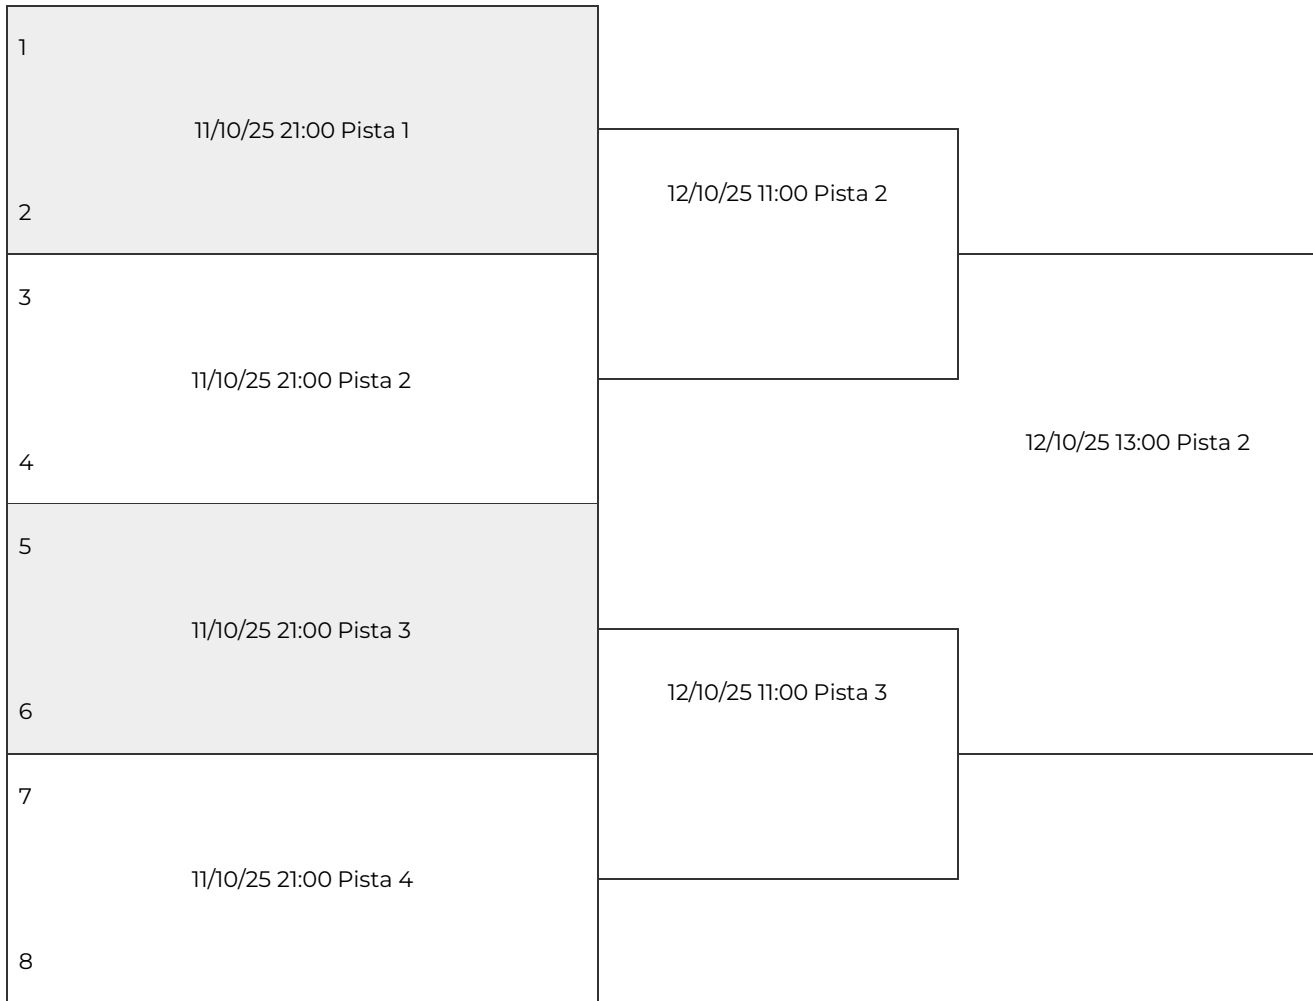 1
11/10/25 21:00 Pista 1
2
3
11/10/25 21:00 Pista 2
4
5
11/10/25 21:00 Pista 3
6
7
11/10/25 21:00 Pista 4
8
12/10/25 11:00 Pista 2
12/10/25 11:00 Pista 3
12/10/25 13:00 Pista 2